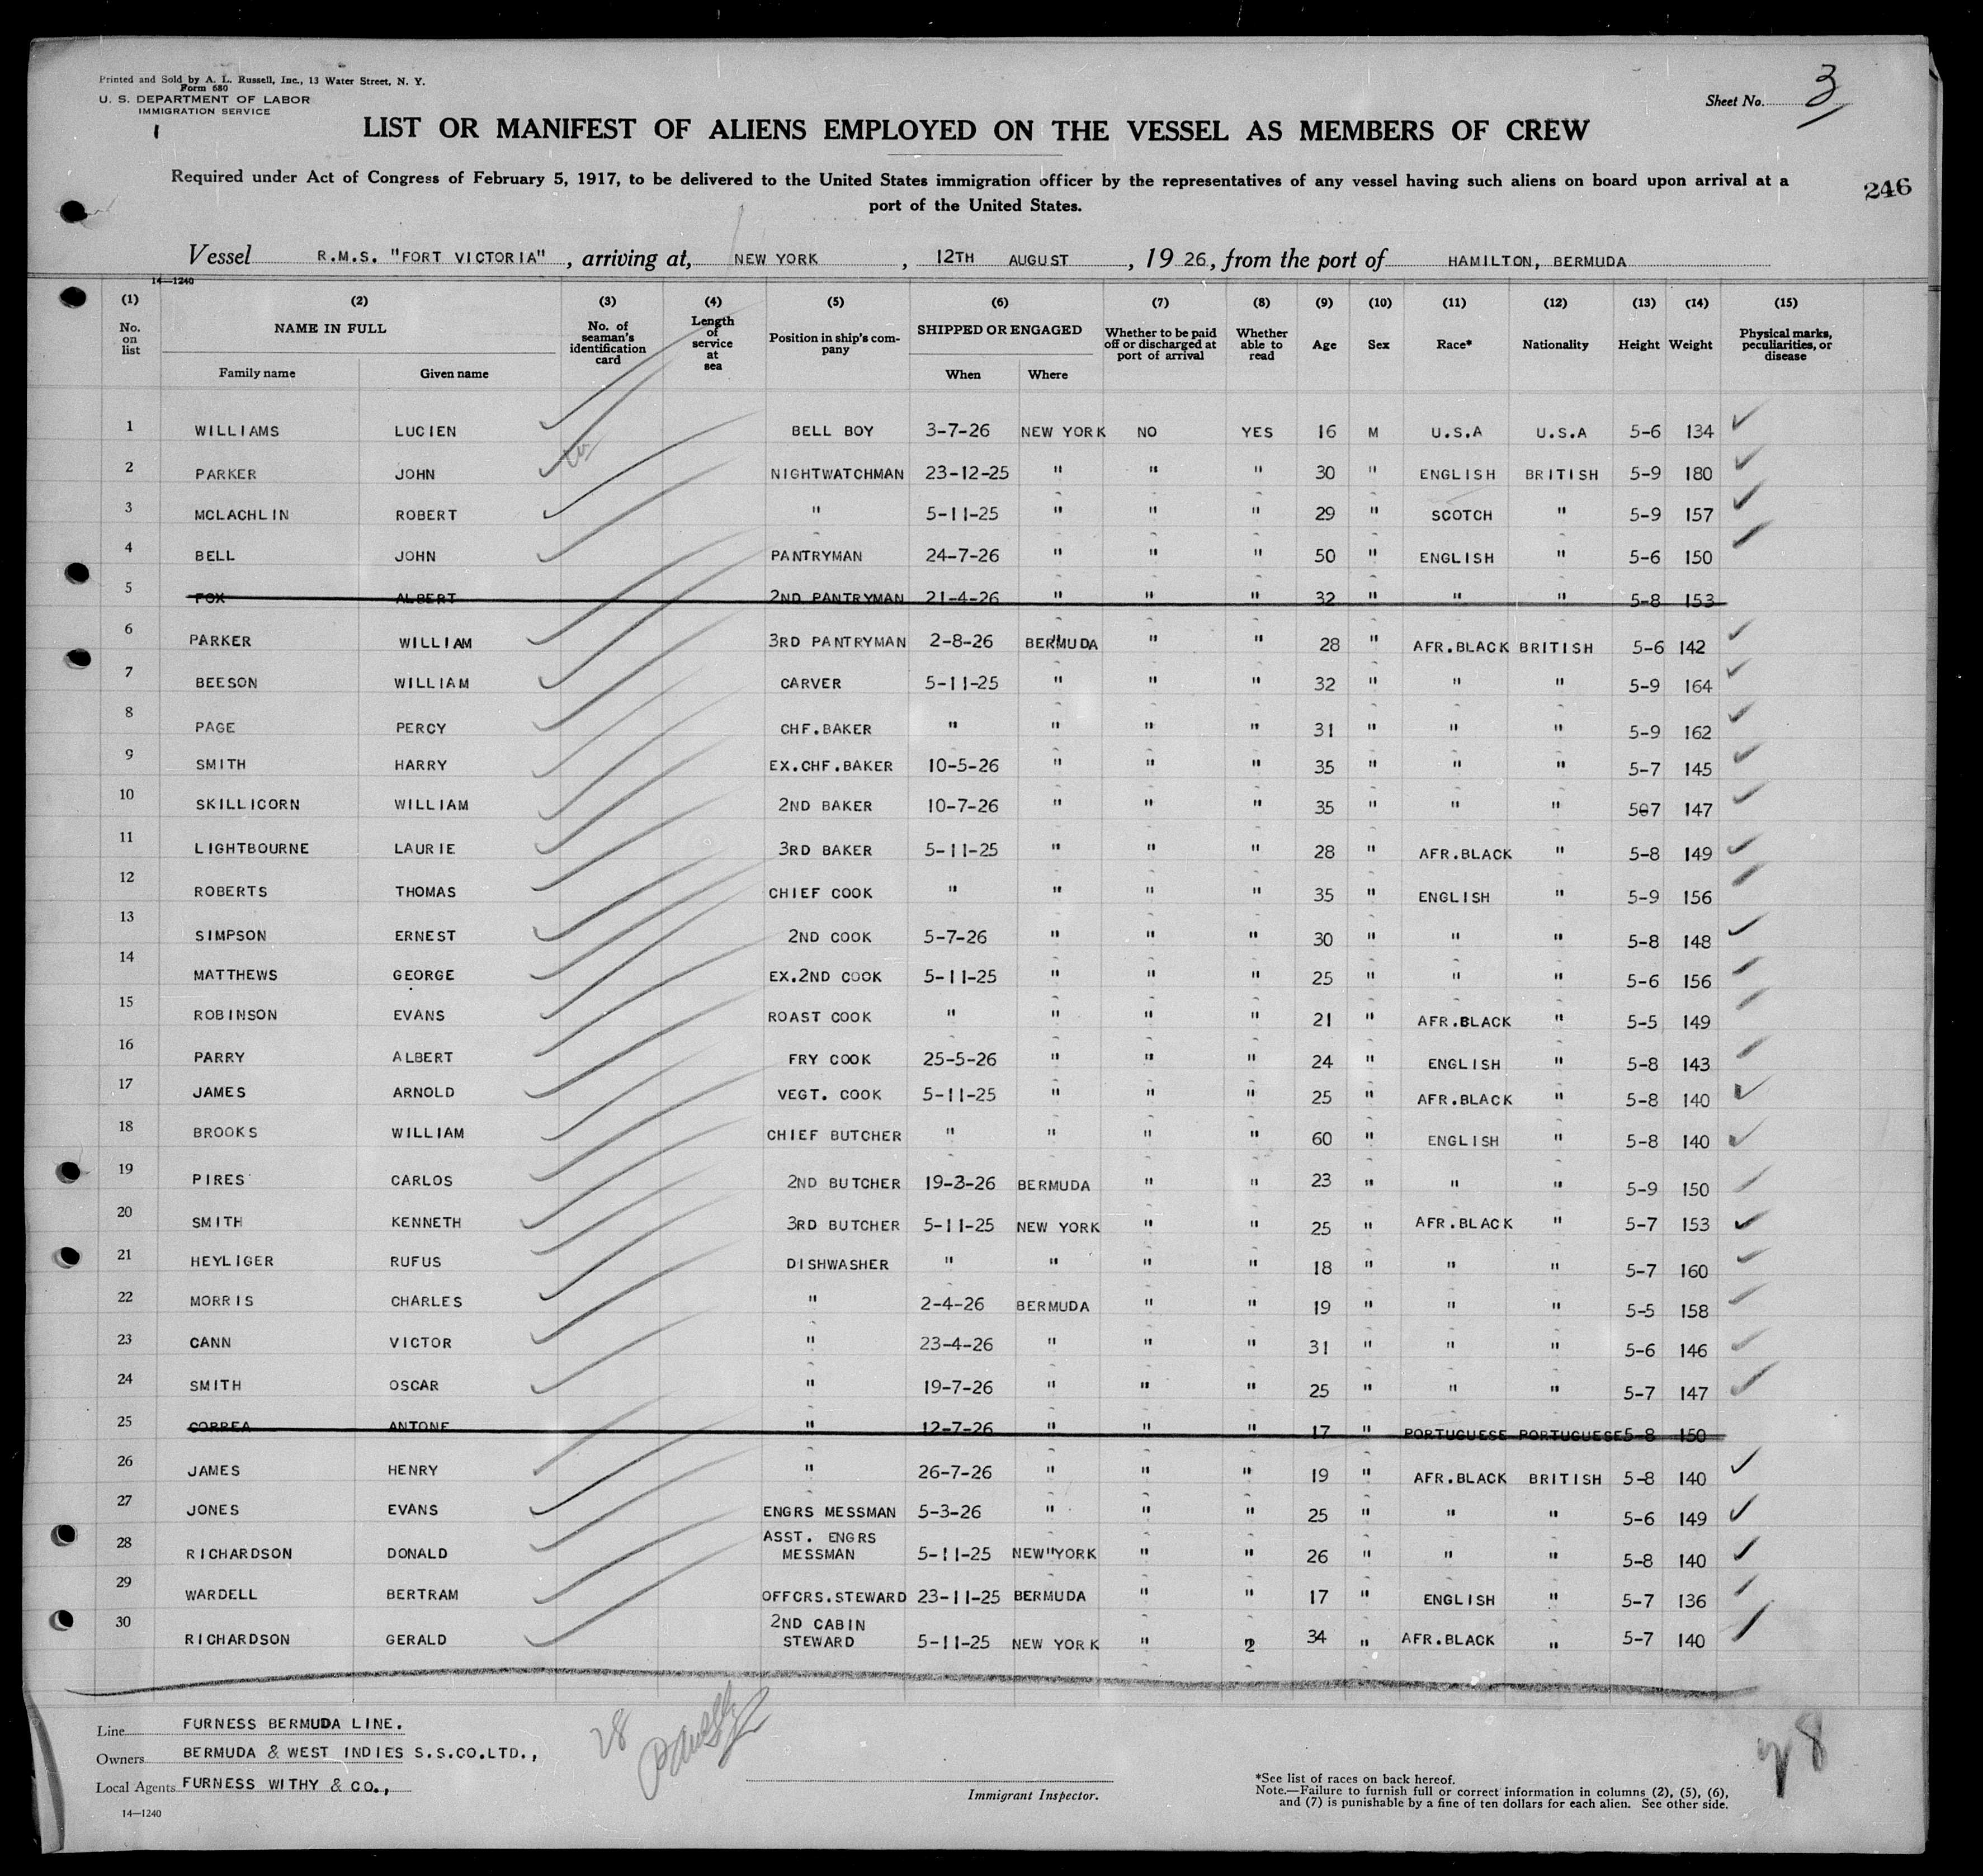 Printed and Sold by A. L. Russell, Inc., 13 Water Street, N. Y.
Form 680
U. S. DEPARTMENT OF LABOR
IMMIGRATION SERVICE
Sheet No. 3
LIST OR MANIFEST OF ALIENS EMPLOYED ON THE VESSEL AS MEMBERS OF CREW
Required under Act of Congress of February 5, 1917, to be delivered to the United States immigration officer by the representatives of any vessel having such aliens on board upon arrival at a
port of the United States.
246
Vessel R.M.S. "FORT VICTORIA", arriving at, NEW YORK, 12TH AUGUST, 1926, from the port of HAMILTON, BERMUDA
14—1240
(1) (2) (3) (4) (5) (6) (7) (8) (9) (10) (11) (12) (13) (14) (15)
No. on list NAME IN FULL No. of seaman's identification card Length of service at sea Position in ship's company SHIPPED OR ENGAGED Whether to be paid off or discharged at port of arrival Whether able to read Age Sex Race* Nationality Height Weight Physical marks, peculiarities, or disease
Family name Given name When Where
1 WILLIAMS LUCIEN BELL BOY 3-7-26 NEW YORK NO YES 16 M U.S.A U.S.A 5-6 134
2 PARKER JOHN NIGHTWATCHMAN 23-12-25 " " " 30 " ENGLISH BRITISH 5-9 180
3 MCLACHLIN ROBERT " 5-11-25 " " " 29 " SCOTCH " 5-9 157
4 BELL JOHN PANTRYMAN 24-7-26 " " " 50 " ENGLISH " 5-6 150
5 FOX ALBERT 2ND PANTRYMAN 21-4-26 " " " 32 " " " 5-8 153
6 PARKER WILLIAM 3RD PANTRYMAN 2-8-26 BERMUDA " " 28 " AFR.BLACK BRITISH 5-6 142
7 BEESON WILLIAM CARVER 5-11-25 " " " 32 " " " 5-9 164
8 PAGE PERCY CHF.BAKER " " " " 31 " " " 5-9 162
9 SMITH HARRY EX.CHF.BAKER 10-5-26 " " " 35 " " " 5-7 145
10 SKILLICORN WILLIAM 2ND BAKER 10-7-26 " " " 35 " " " 5-7 147
11 LIGHTBOURNE LAURIE 3RD BAKER 5-11-25 " " " 28 " AFR.BLACK " 5-8 149
12 ROBERTS THOMAS CHIEF COOK " " " " 35 " ENGLISH " 5-9 156
13 SIMPSON ERNEST 2ND COOK 5-7-26 " " " 30 " " " 5-8 148
14 MATTHEWS GEORGE EX.2ND COOK 5-11-25 " " " 25 " " " 5-6 156
15 ROBINSON EVANS ROAST COOK " " " " 21 " AFR.BLACK " 5-5 149
16 PARRY ALBERT FRY COOK 25-5-26 " " " 24 " ENGLISH " 5-8 143
17 JAMES ARNOLD VEGT. COOK 5-11-25 " " " 25 " AFR.BLACK " 5-8 140
18 BROOKS WILLIAM CHIEF BUTCHER " " " " 60 " ENGLISH " 5-8 140
19 PIRES CARLOS 2ND BUTCHER 19-3-26 BERMUDA " " 23 " " " 5-9 150
20 SMITH KENNETH 3RD BUTCHER 5-11-25 NEW YORK " " 25 " AFR.BLACK " 5-7 153
21 HEYLIGER RUFUS DISHWASHER " " " " 18 " " " 5-7 160
22 MORRIS CHARLES " 2-4-26 BERMUDA " " 19 " " " 5-5 158
23 CANN VICTOR " 23-4-26 " " " 31 " " " 5-6 146
24 SMITH OSCAR " 19-7-26 " " " 25 " " " 5-7 147
25 CORREA ANTONE " 12-7-26 " " " 17 " PORTUGUESE PORTUGUESE 5-8 150
26 JAMES HENRY " 26-7-26 " " " 19 " AFR.BLACK BRITISH 5-8 140
27 JONES EVANS ENGRS MESSMAN 5-3-26 " " " 25 " " " 5-6 149
28 RICHARDSON DONALD ASST. ENGRS MESSMAN 5-11-25 NEW YORK " " 26 " " " 5-8 140
29 WARDELL BERTRAM OFFCRS.STEWARD 23-11-25 BERMUDA " " 17 " ENGLISH " 5-7 136
30 RICHARDSON GERALD 2ND CABIN STEWARD 5-11-25 NEW YORK " 2 34 " AFR.BLACK " 5-7 140
Line FURNESS BERMUDA LINE.
Owners BERMUDA & WEST INDIES S.S.CO.LTD.,
Local Agents FURNESS WITHY & CO.,
14—1240
28
Immigrant Inspector.
*See list of races on back hereof.
Note.—Failure to furnish full or correct information in columns (2), (5), (6),
and (7) is punishable by a fine of ten dollars for each alien. See other side.